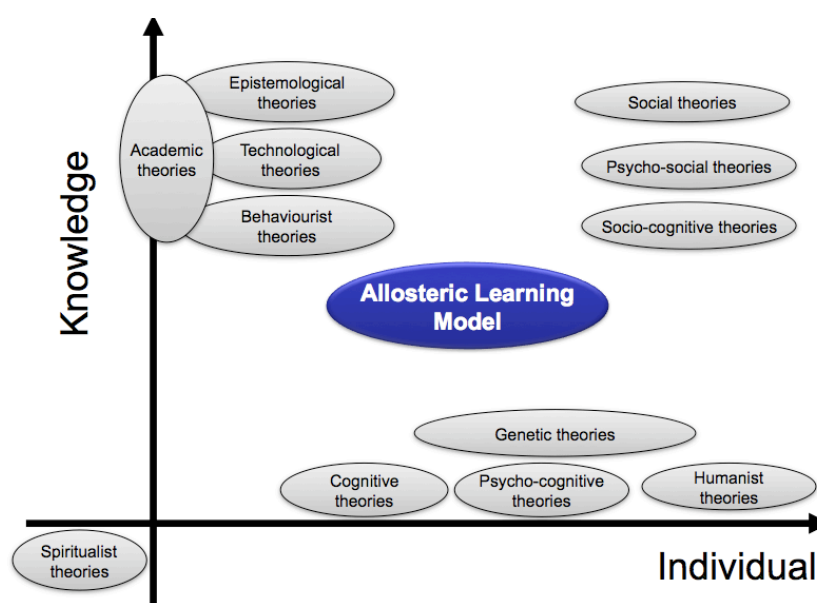 Knowledge
Epistemological
theories
Academic
theories
Technological
theories
Behaviourist
theories
Social theories
Psycho-social theories
Socio-cognitive theories
Allosteric Learning
Model
Genetic theories
Cognitive
theories
Psycho-cognitive
theories
Humanist
theories
Spiritualist
theories
Individual